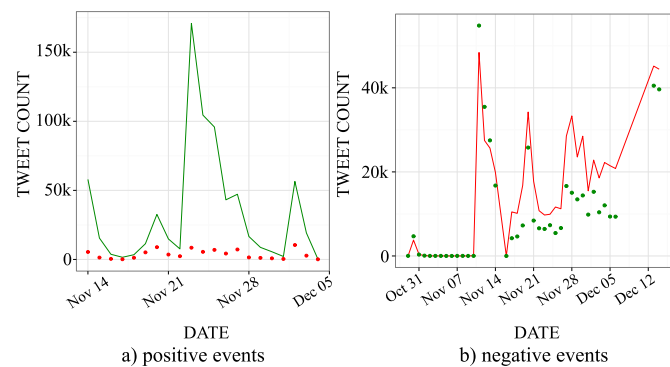 TWEET COUNT
150k
100k
50k
0
Nov 14
Nov 21
Nov 28
Dec 05
DATE
a) positive events
TWEET COUNT
40k
20k
0
Oct 31
Nov 07
Nov 14
Nov 21
Nov 28
Dec 05
Dec 12
DATE
b) negative events